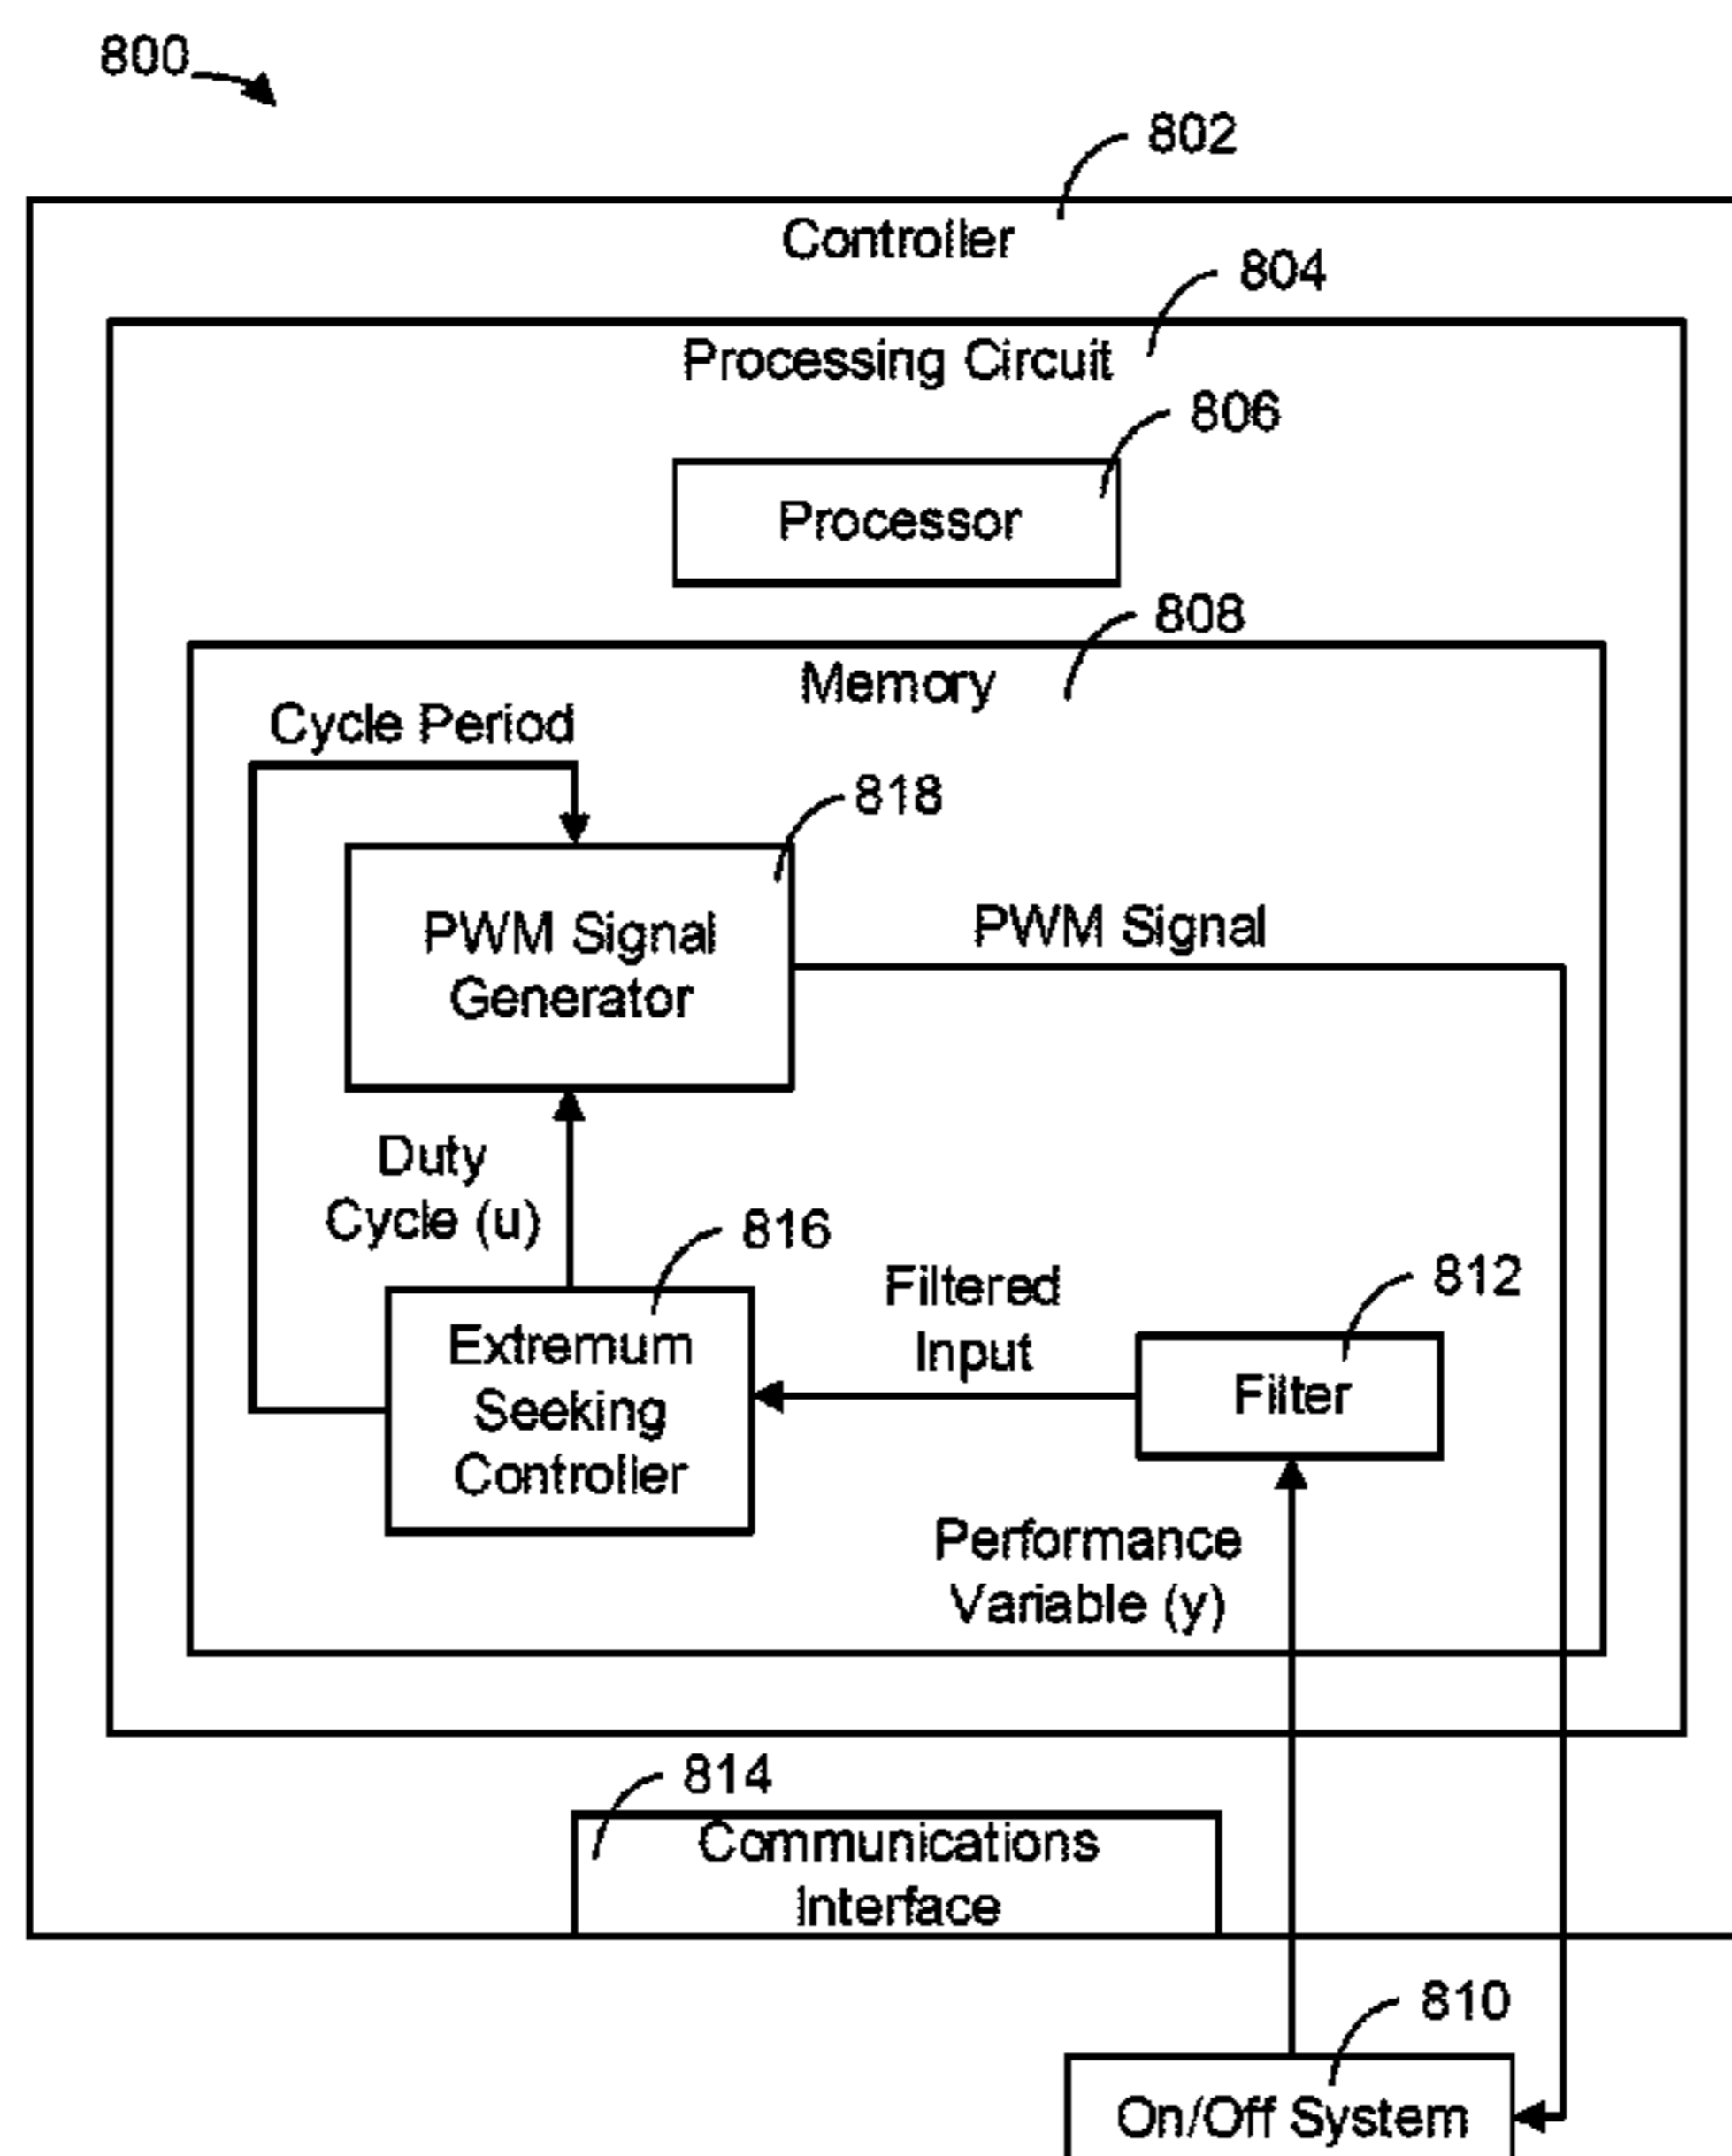 800
802
Controller
804
Processing Circuit
806
Processor
808
Memory
Cycle Period
818
PWM Signal
Generator
PWM Signal
Duty
Cycle (u)
816
Extremum
Seeking
Controller
Filtered
Input
812
Filter
Performance
Variable (y)
814
Communications
Interface
810
On/Off System